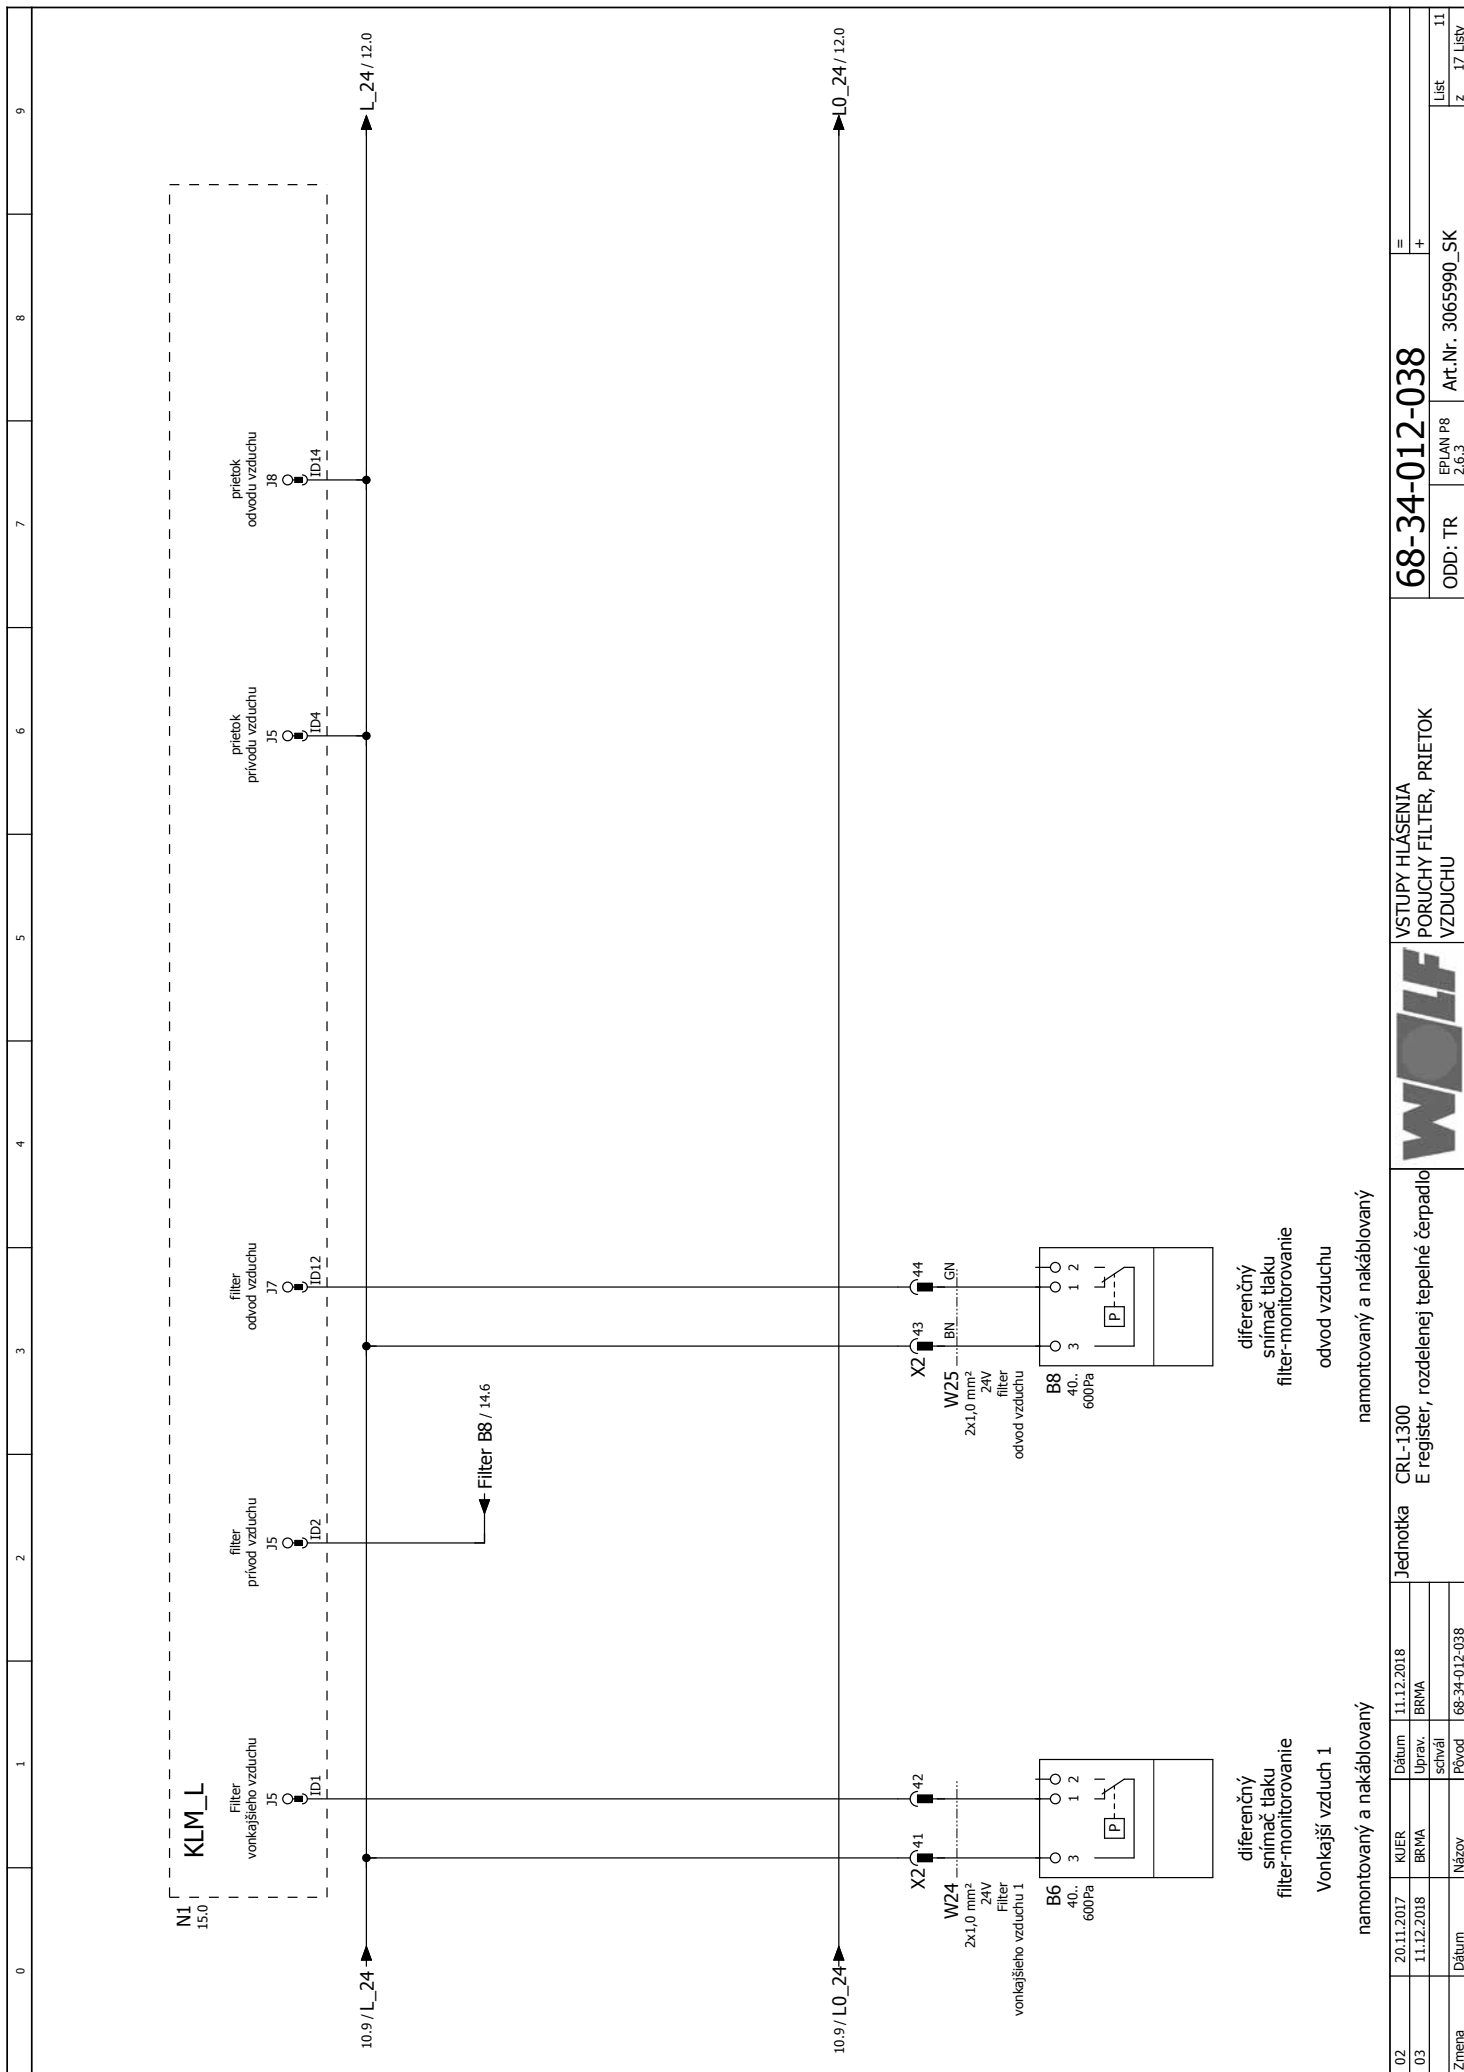 0
1
2
3
4
5
6
7
8
9
N1
15.0
KLM_L
Filter
vonkajšieho vzduchu
J5
ID1
filter
prívod vzduchu
J5
ID2
filter
odvod vzduchu
J7
ID12
prietok
prívodu vzduchu
J5
ID4
prietok
odvodu vzduchu
J8
ID14
10.9 / L_24
L_24 / 12.0
Filter B8 / 14.6
10.9 / L0_24
L0_24 / 12.0
X2
41
42
W24
2x1,0 mm²
24V
Filter
vonkajšieho vzduchu 1
B6
40..
600Pa
3
1
2
P
diferenčný
snímač tlaku
filter-monitorovanie
Vonkajší vzduch 1
namontovaný a nakáblovaný
X2
43
44
W25
BN
GN
2x1,0 mm²
24V
filter
odvod vzduchu
B8
40..
600Pa
3
1
2
P
diferenčný
snímač tlaku
filter-monitorovanie
odvod vzduchu
namontovaný a nakáblovaný
02
20.11.2017
KUER
Dátum
11.12.2018
03
11.12.2018
BRMA
Uprav.
BRMA
schvál
Zmena
Dátum
Názov
Pôvod
68-34-012-038
Jednotka
CRL-1300
E register, rozdelenej tepelné čerpadlo
WOLF
VSTUPY HLÁSENIA
PORUCHY FILTER, PRIETOK
VZDUCHU
68-34-012-038
=
+
ODD: TR
EPLAN P8
2.6.3
Art.Nr. 3065990_SK
List
11
z
17 Listy